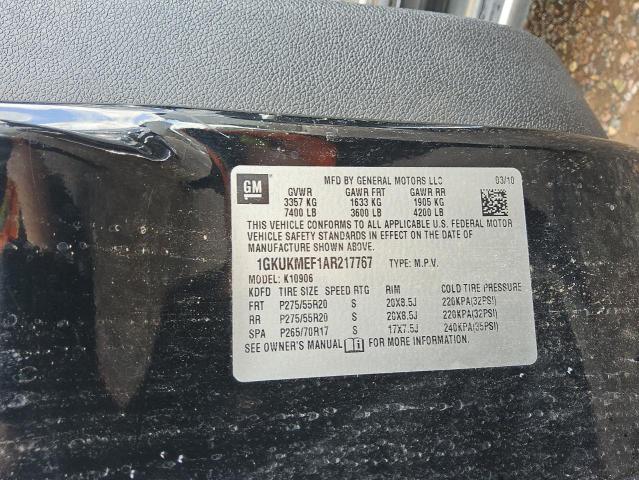 GM
MFD BY GENERAL MOTORS LLC 03/10
GVWR GAWR FRT GAWR RR
3357 KG 1633 KG 1905 KG
7400 LB 3600 LB 4200 LB
THIS VEHICLE CONFORMS TO ALL APPLICABLE U.S. FEDERAL MOTOR
VEHICLE SAFETY STANDARDS IN EFFECT ON THE DATE OF
MANUFACTURE SHOWN ABOVE.
1GKUKMEF1AR217767 TYPE: M.P.V.
MODEL: K10906
KDFD TIRE SIZE SPEED RTG RIM COLD TIRE PRESSURE
FRT P275/55R20 S 20X8.5J 220KPA(32PSI)
RR P275/55R20 S 20X8.5J 220KPA(32PSI)
SPA P265/70R17 S 17X7.5J 240KPA(35PSI)
SEE OWNER'S MANUAL FOR MORE INFORMATION.